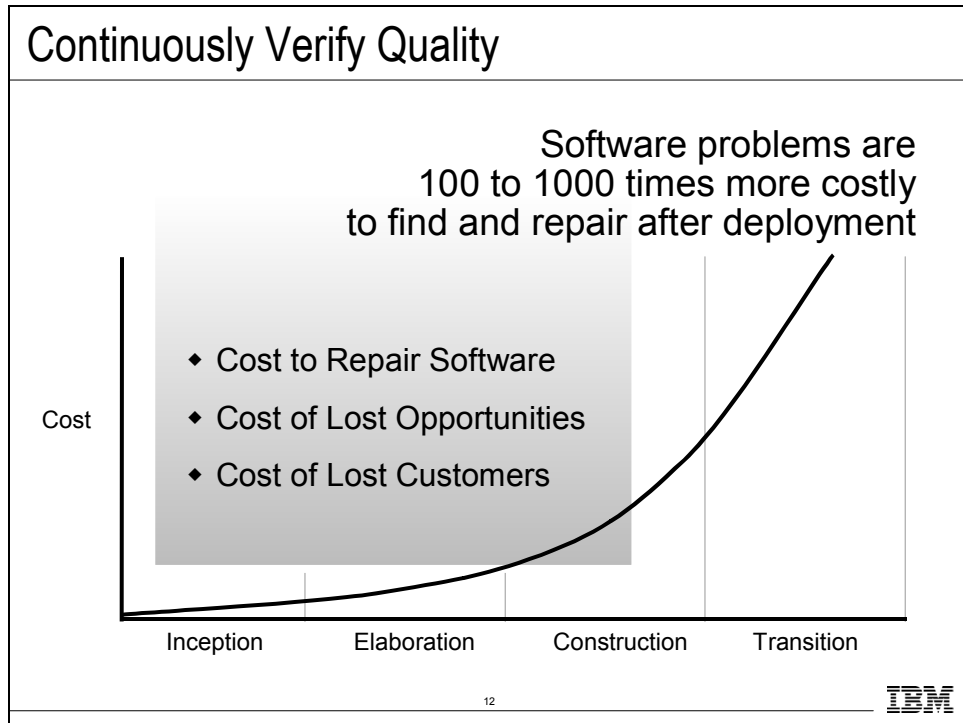 Continuously Verify Quality
Software problems are
100 to 1000 times more costly
to find and repair after deployment
◆ Cost to Repair Software
◆ Cost of Lost Opportunities
◆ Cost of Lost Customers
Cost
Inception Elaboration Construction Transition
12
IBM